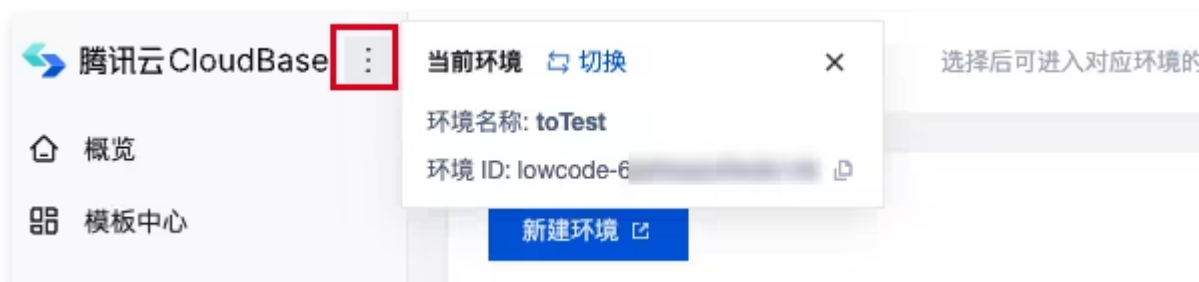 腾讯云CloudBase
当前环境 切换
选择后可进入对应环境的
环境名称: toTest
概览
环境 ID: lowcode-6
模板中心
新建环境